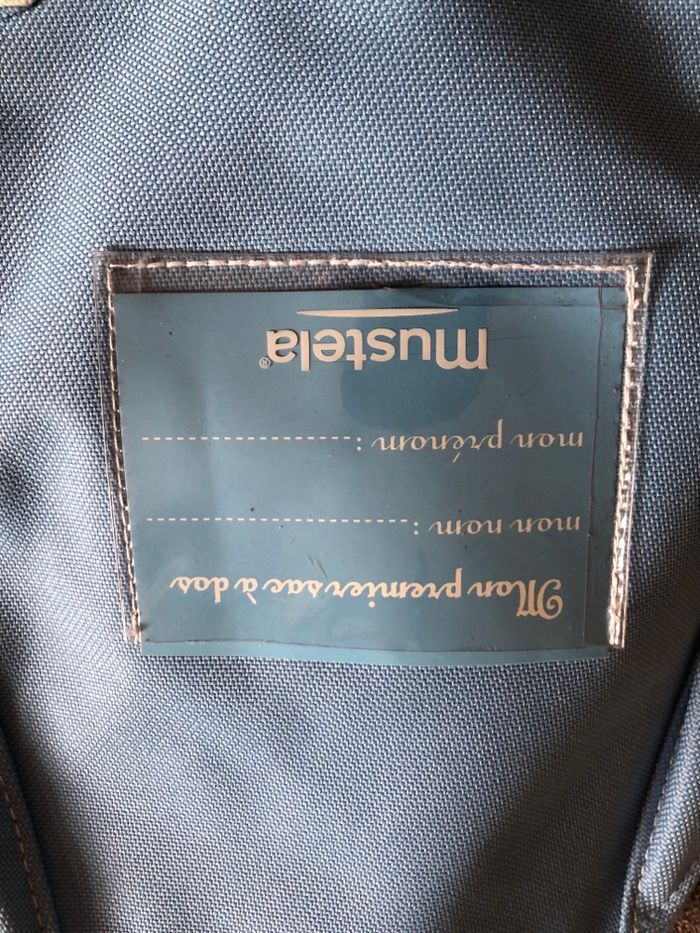 Mon premier sac à dos
mon nom : ......................
mon prénom : ......................
mustela®